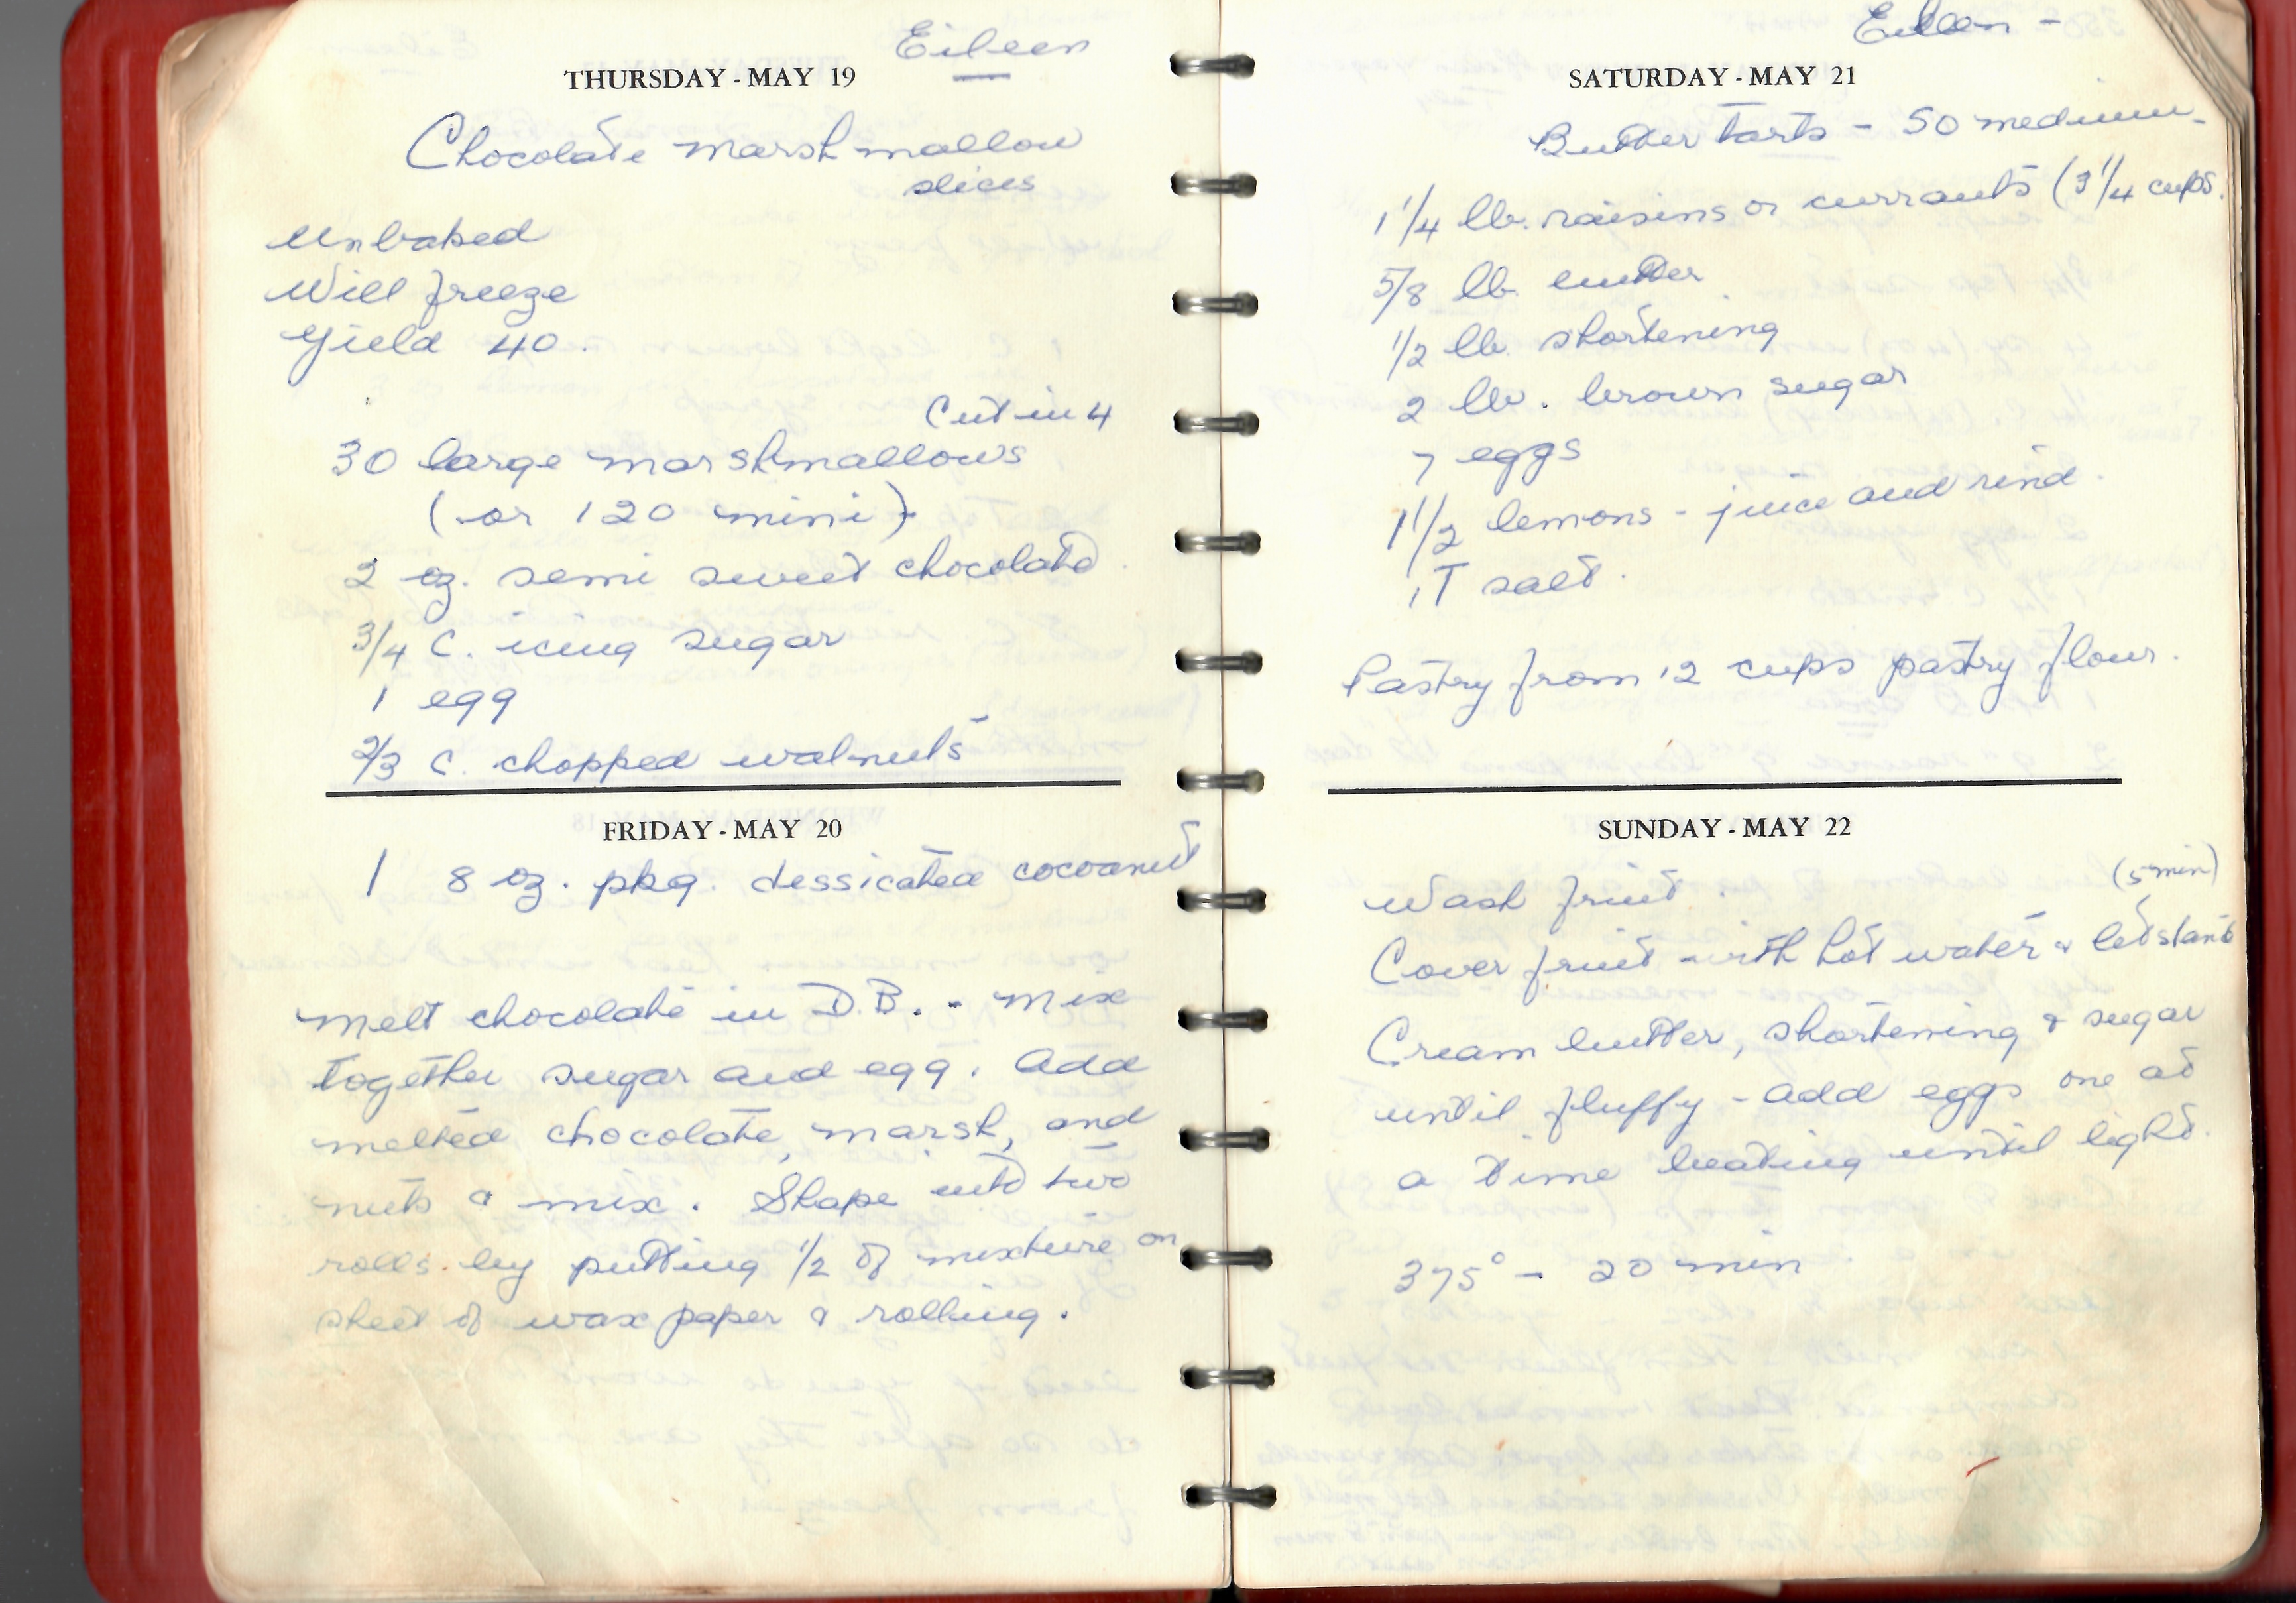 Eileen
THURSDAY - MAY 19
Chocolate marshmallow
slices
Unbaked
Will freeze
Yield 40.
Cut in 4
30 large marshmallows
(or 120 mini)
2 oz. semi sweet chocolate
3/4 C. icing sugar
1 egg
2/3 C. chopped walnuts
FRIDAY - MAY 20
1 8 oz. pkg. dessicated cocoanut
Melt chocolate in D.B. - Mix
together sugar and egg. Add
melted chocolate, marsh, and
nuts & mix. Shape into two
rolls by putting 1/2 of mixture on
sheet of wax paper & rolling.
Eileen -
SATURDAY - MAY 21
Butter tarts - 50 medium -
1 1/4 lb. raisins or currants (3 1/4 cups.
5/8 lb. butter
1/2 lb. shortening
2 lb. brown sugar
7 eggs
1 1/2 lemons - juice and rind.
1 T salt.
Pastry from 12 cups pastry flour.
SUNDAY - MAY 22
Wash fruit.
(5 min)
Cover fruit with hot water & let stand
Cream butter, shortening & sugar
until fluffy - add eggs one at
a time beating until light.
375° - 20 min.